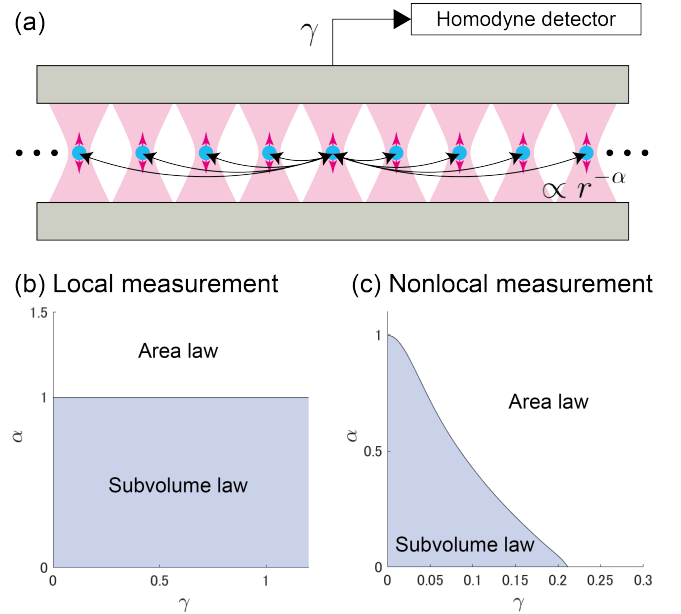 (a)
γ
Homodyne detector
∝ r^{-α}
(b) Local measurement
1.5
Area law
1
α
Subvolume law
0
0 0.5 1
γ
(c) Nonlocal measurement
1
Area law
α
0.5
Subvolume law
0
0 0.05 0.1 0.15 0.2 0.25 0.3
γ